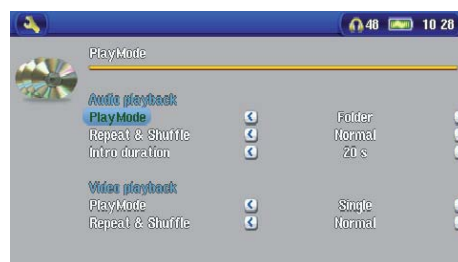 48 10 28
PlayMode
Audio playback
PlayMode Folder
Repeat & Shuffle Normal
Intro duration 20 s
Video playback
PlayMode Single
Repeat & Shuffle Normal